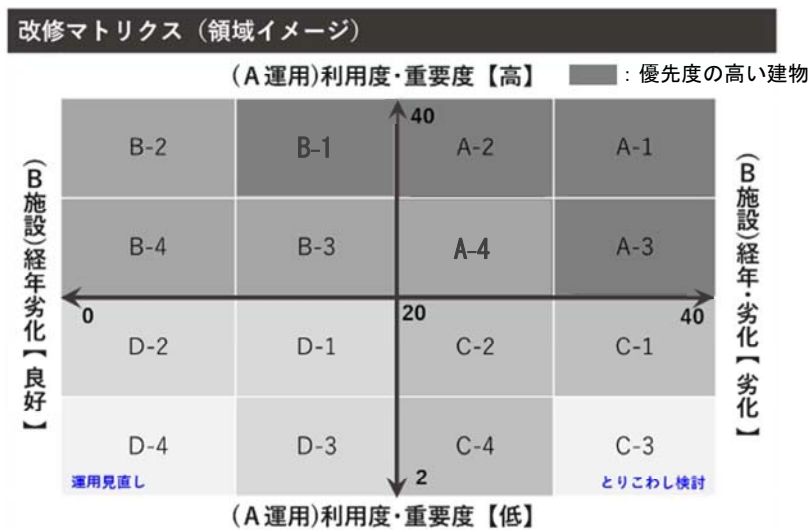 改修マトリクス（領域イメージ）
(A運用)利用度・重要度【高】
：優先度の高い建物
40
B-2 B-1 A-2 A-1
(B施設)経年劣化【良好】
(B施設)経年・劣化【劣化】
B-4 B-3 A-4 A-3
0 20 40
D-2 D-1 C-2 C-1
D-4 D-3 C-4 C-3
運用見直し
2
とりこわし検討
(A運用)利用度・重要度【低】